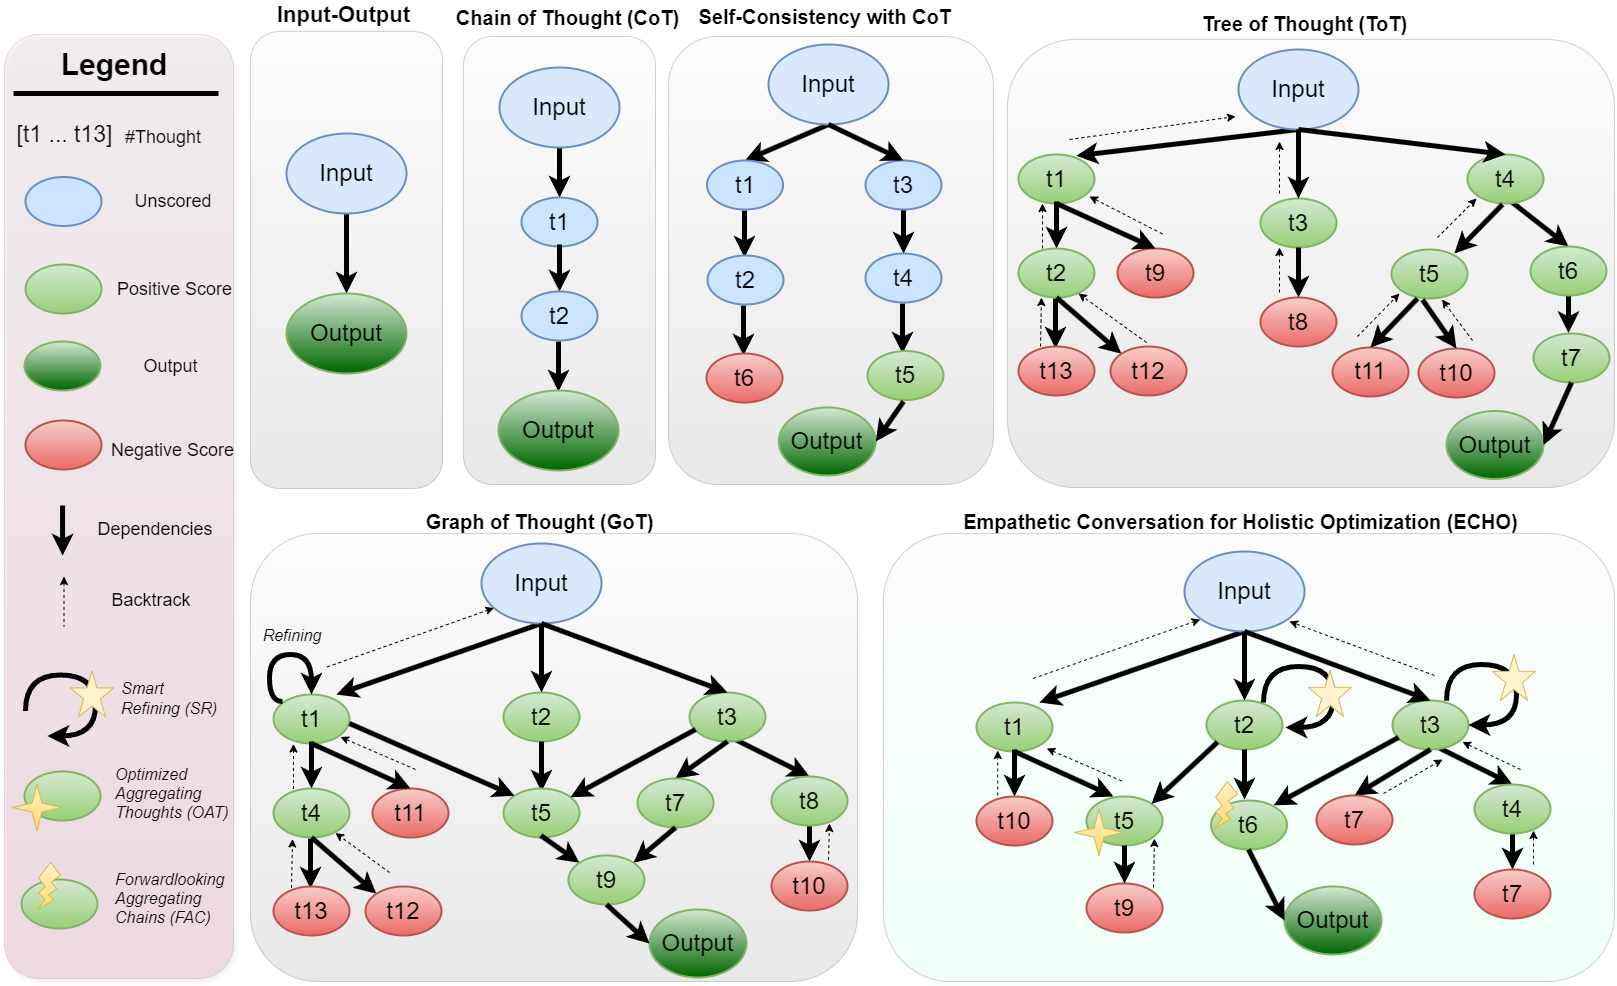 Legend
[t1 ... t13] #Thought
Unscored
Positive Score
Output
Negative Score
Dependencies
Backtrack
Smart
Refining (SR)
Optimized
Aggregating
Thoughts (OAT)
Forwardlooking
Aggregating
Chains (FAC)
Input-Output
Input
Output
Chain of Thought (CoT)
Input
t1
t2
Output
Self-Consistency with CoT
Input
t1 t3
t2 t4
t6 t5
Output
Tree of Thought (ToT)
Input
t1 t3 t4
t2 t9 t5 t6
t8
t13 t12 t11 t10 t7
Output
Graph of Thought (GoT)
Input
Refining
t1 t2 t3
t4 t11 t5 t7 t8
t9 t10
t13 t12
Output
Empathetic Conversation for Holistic Optimization (ECHO)
Input
t1 t2 t3
t10 t5 t6 t7 t4
t9 t7
Output